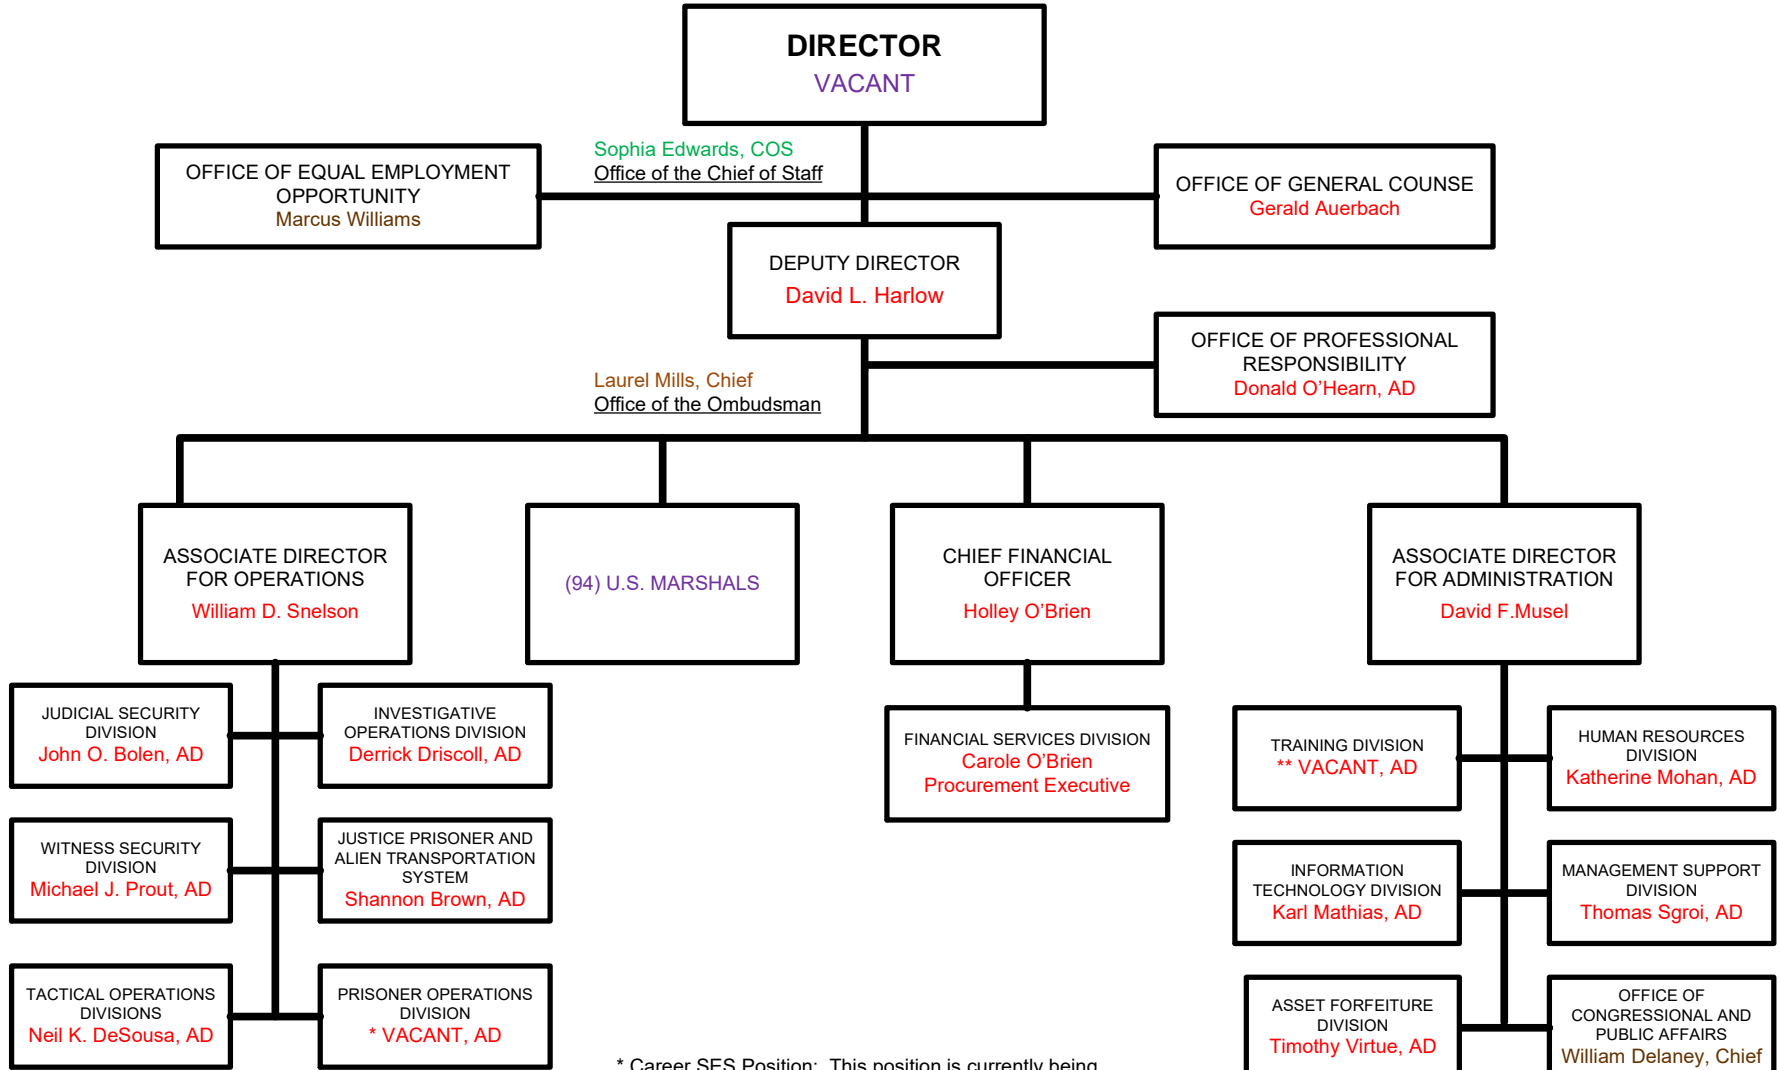 DIRECTOR
VACANT
Sophia Edwards, COS
Office of the Chief of Staff
OFFICE OF EQUAL EMPLOYMENT
OPPORTUNITY
Marcus Williams
OFFICE OF GENERAL COUNSE
Gerald Auerbach
DEPUTY DIRECTOR
David L. Harlow
OFFICE OF PROFESSIONAL
RESPONSIBILITY
Donald O’Hearn, AD
Laurel Mills, Chief
Office of the Ombudsman
ASSOCIATE DIRECTOR
FOR OPERATIONS
William D. Snelson
(94) U.S. MARSHALS
CHIEF FINANCIAL
OFFICER
Holley O’Brien
ASSOCIATE DIRECTOR
FOR ADMINISTRATION
David F.Musel
JUDICIAL SECURITY
DIVISION
John O. Bolen, AD
INVESTIGATIVE
OPERATIONS DIVISION
Derrick Driscoll, AD
FINANCIAL SERVICES DIVISION
Carole O’Brien
Procurement Executive
TRAINING DIVISION
** VACANT, AD
HUMAN RESOURCES
DIVISION
Katherine Mohan, AD
WITNESS SECURITY
DIVISION
Michael J. Prout, AD
JUSTICE PRISONER AND
ALIEN TRANSPORTATION
SYSTEM
Shannon Brown, AD
INFORMATION
TECHNOLOGY DIVISION
Karl Mathias, AD
MANAGEMENT SUPPORT
DIVISION
Thomas Sgroi, AD
TACTICAL OPERATIONS
DIVISIONS
Neil K. DeSousa, AD
PRISONER OPERATIONS
DIVISION
* VACANT, AD
ASSET FORFEITURE
DIVISION
Timothy Virtue, AD
OFFICE OF
CONGRESSIONAL AND
PUBLIC AFFAIRS
William Delaney, Chief
* Career SES Position: This position is currently being